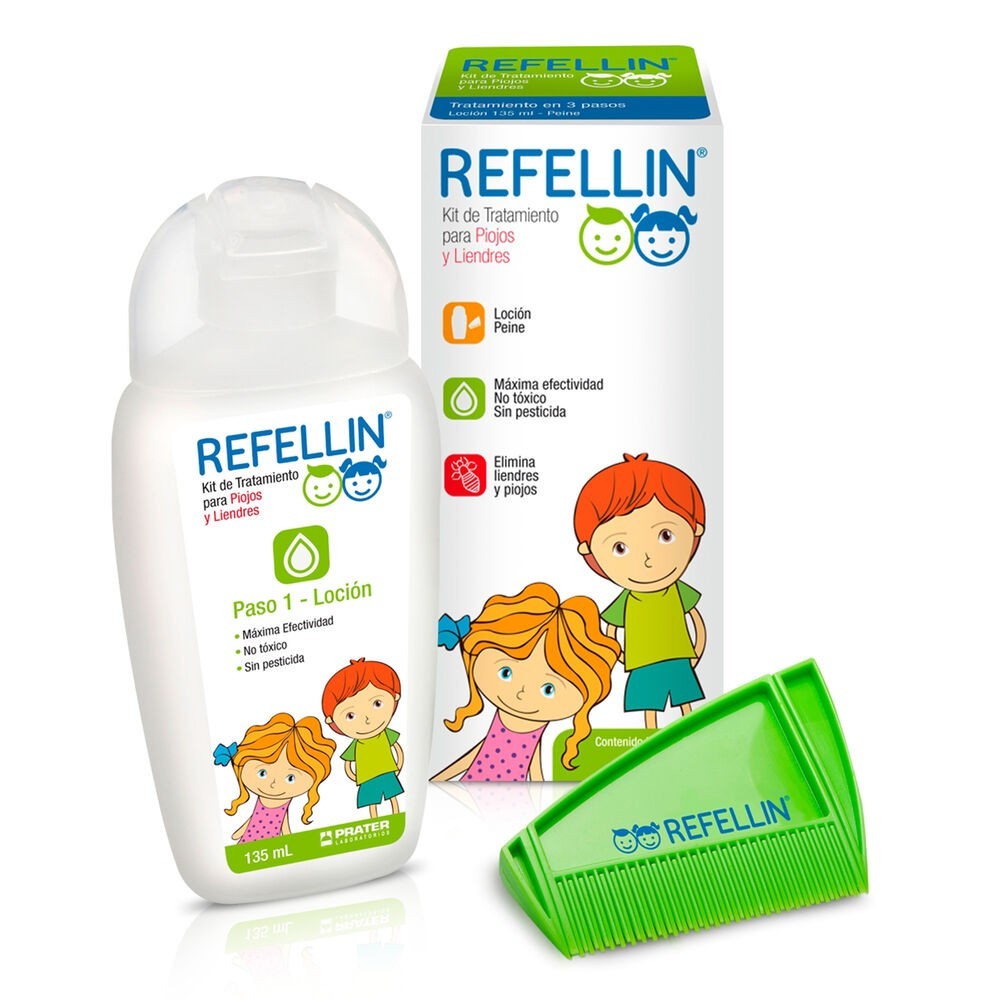 REFELLIN®
Kit de Tratamiento
para Piojos
y Liendres
Tratamiento en 3 pasos
Loción 135 ml - Peine
REFELLIN®
Kit de Tratamiento
para Piojos
y Liendres
Loción
Peine
Máxima efectividad
No tóxico
Sin pesticida
Elimina
liendres
y piojos
Contenido
REFELLIN®
Kit de Tratamiento
para Piojos
y Liendres
Paso 1 - Loción
• Máxima Efectividad
• No tóxico
• Sin pesticida
PRATER
LABORATORIOS
135 mL
REFELLIN®